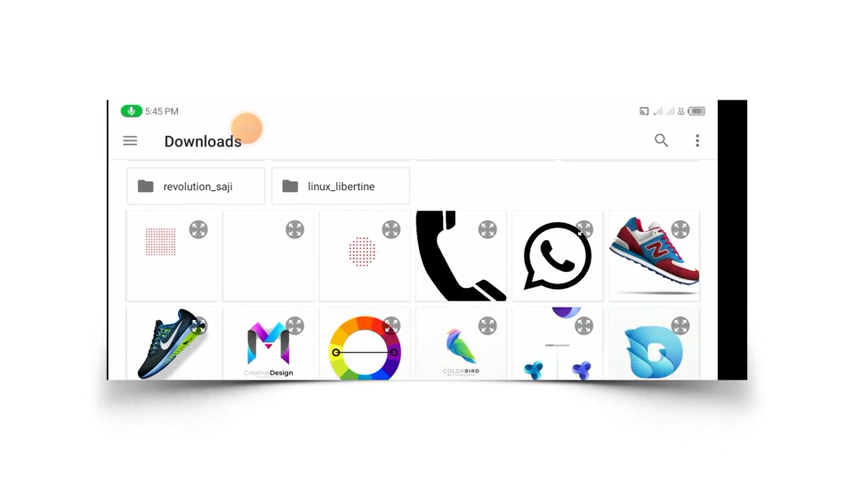 5:45 PM
Downloads
revolution_saji
linux_libertine
N
CreativeDesign
COLORBIRD